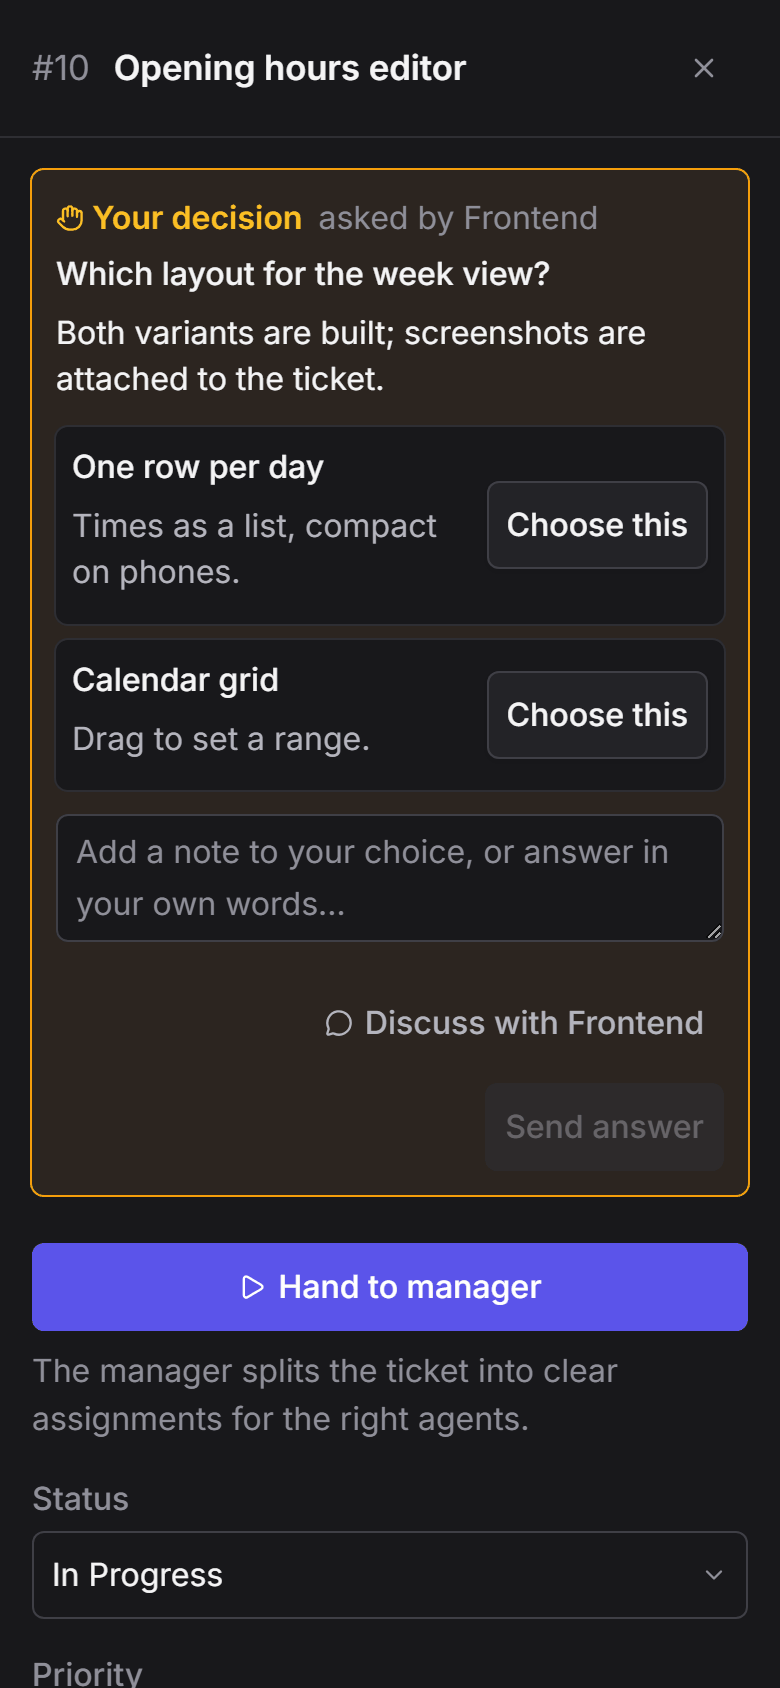 #10 Opening hours editor
Your decision asked by Frontend
Which layout for the week view?
Both variants are built; screenshots are
attached to the ticket.
One row per day
Times as a list, compact
on phones.
Choose this
Calendar grid
Drag to set a range.
Choose this
Add a note to your choice, or answer in
your own words...
Discuss with Frontend
Send answer
Hand to manager
The manager splits the ticket into clear
assignments for the right agents.
Status
In Progress
Priority